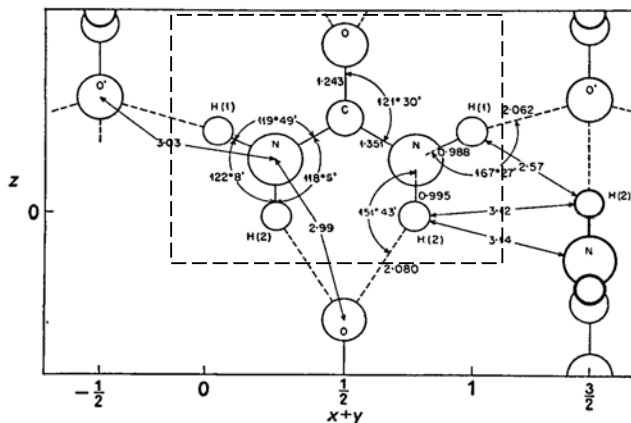 O
O'
O'
1·243
H(1)
C
H(1)
2·062
119°49'
121°30'
3·03
N
1·351
N
0·988
167°27'
122°8'
118°5'
2·57
Z
0·995
151°43'
H(2)
0
3·12
H(2)
2·99
H(2)
3·14
N
2·080
O
−1/2
0
1/2
1
3/2
x+y